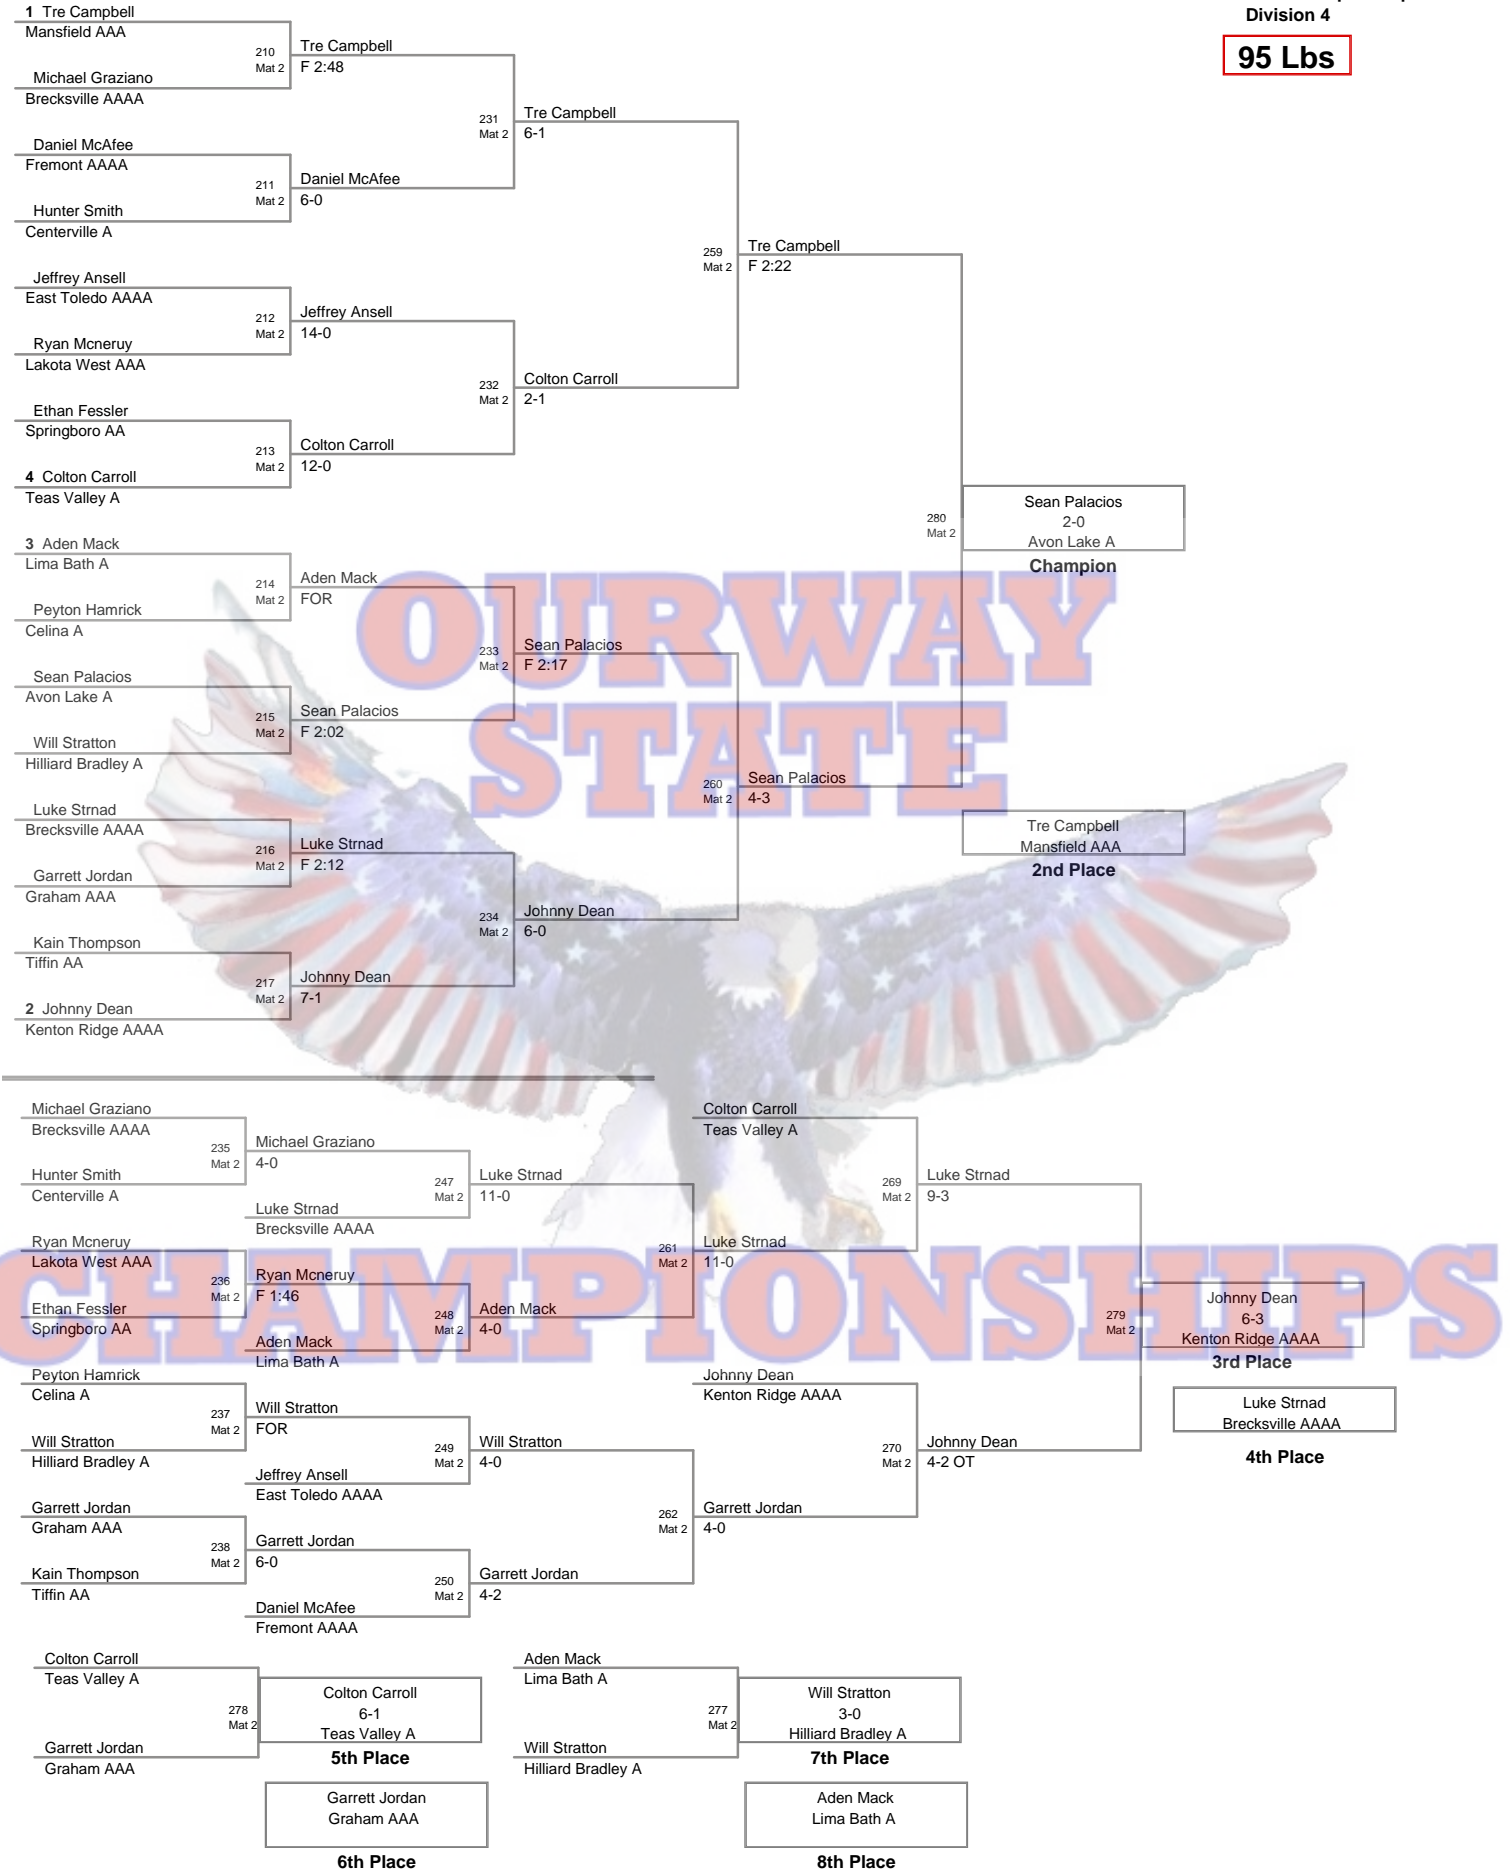 Division 4
95 Lbs
1 Tre Campbell
Mansfield AAA
210
Mat 2
Tre Campbell
F 2:48
Michael Graziano
Brecksville AAAA
231
Mat 2
Tre Campbell
6-1
Daniel McAfee
Fremont AAAA
211
Mat 2
Daniel McAfee
6-0
Hunter Smith
Centerville A
259
Mat 2
Tre Campbell
F 2:22
Jeffrey Ansell
East Toledo AAAA
212
Mat 2
Jeffrey Ansell
14-0
Ryan Mcneruy
Lakota West AAA
232
Mat 2
Colton Carroll
2-1
Ethan Fessler
Springboro AA
213
Mat 2
Colton Carroll
12-0
4 Colton Carroll
Teas Valley A
280
Mat 2
Sean Palacios
2-0
Avon Lake A
Champion
3 Aden Mack
Lima Bath A
214
Mat 2
Aden Mack
FOR
Peyton Hamrick
Celina A
OURWAY
STATE
233
Mat 2
Sean Palacios
F 2:17
Sean Palacios
Avon Lake A
215
Mat 2
Sean Palacios
F 2:02
Will Stratton
Hilliard Bradley A
260
Mat 2
Sean Palacios
4-3
Luke Strnad
Brecksville AAAA
216
Mat 2
Luke Strnad
F 2:12
Garrett Jordan
Graham AAA
Tre Campbell
Mansfield AAA
2nd Place
234
Mat 2
Johnny Dean
6-0
Kain Thompson
Tiffin AA
217
Mat 2
Johnny Dean
7-1
2 Johnny Dean
Kenton Ridge AAAA
Michael Graziano
Brecksville AAAA
235
Mat 2
Michael Graziano
4-0
Hunter Smith
Centerville A
247
Mat 2
Luke Strnad
11-0
Luke Strnad
Brecksville AAAA
Colton Carroll
Teas Valley A
269
Mat 2
Luke Strnad
9-3
Ryan Mcneruy
Lakota West AAA
CHAMPIONSHIPS
236
Mat 2
Ryan Mcneruy
F 1:46
Ethan Fessler
Springboro AA
248
Mat 2
Aden Mack
4-0
Aden Mack
Lima Bath A
261
Mat 2
Luke Strnad
11-0
279
Mat 2
Johnny Dean
6-3
Kenton Ridge AAAA
3rd Place
Peyton Hamrick
Celina A
237
Mat 2
Will Stratton
FOR
Will Stratton
Hilliard Bradley A
249
Mat 2
Will Stratton
4-0
Jeffrey Ansell
East Toledo AAAA
Johnny Dean
Kenton Ridge AAAA
270
Mat 2
Johnny Dean
4-2 OT
Luke Strnad
Brecksville AAAA
4th Place
Garrett Jordan
Graham AAA
238
Mat 2
Garrett Jordan
6-0
Kain Thompson
Tiffin AA
262
Mat 2
Garrett Jordan
4-0
250
Mat 2
Garrett Jordan
4-2
Daniel McAfee
Fremont AAAA
Colton Carroll
Teas Valley A
278
Mat 2
Colton Carroll
6-1
Teas Valley A
5th Place
Garrett Jordan
Graham AAA
Garrett Jordan
Graham AAA
6th Place
Aden Mack
Lima Bath A
277
Mat 2
Will Stratton
3-0
Hilliard Bradley A
7th Place
Will Stratton
Hilliard Bradley A
Aden Mack
Lima Bath A
8th Place